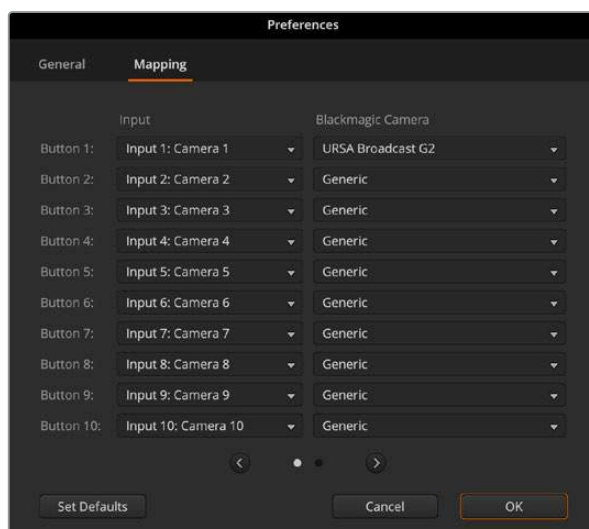 Preferences
General Mapping
Input Blackmagic Camera
Button 1: Input 1: Camera 1 URSA Broadcast G2
Button 2: Input 2: Camera 2 Generic
Button 3: Input 3: Camera 3 Generic
Button 4: Input 4: Camera 4 Generic
Button 5: Input 5: Camera 5 Generic
Button 6: Input 6: Camera 6 Generic
Button 7: Input 7: Camera 7 Generic
Button 8: Input 8: Camera 8 Generic
Button 9: Input 9: Camera 9 Generic
Button 10: Input 10: Camera 10 Generic
Set Defaults Cancel OK